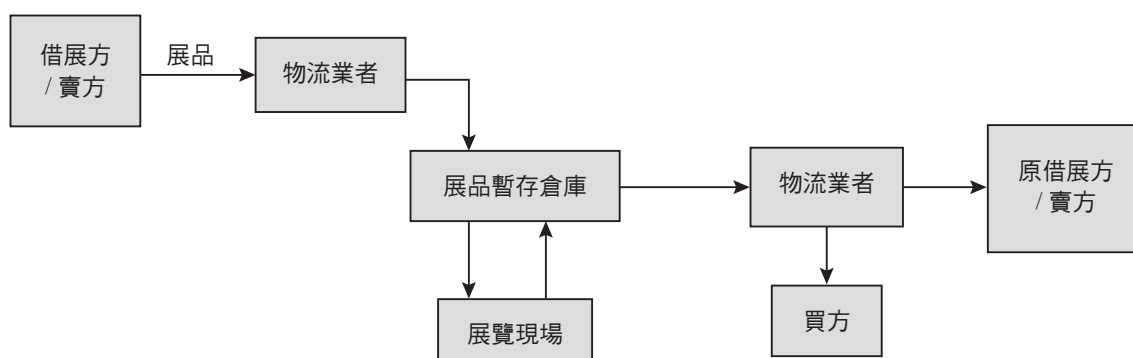 借展方
/ 賣方
展品
物流業者
展品暫存倉庫
展覽現場
物流業者
買方
原借展方
/ 賣方